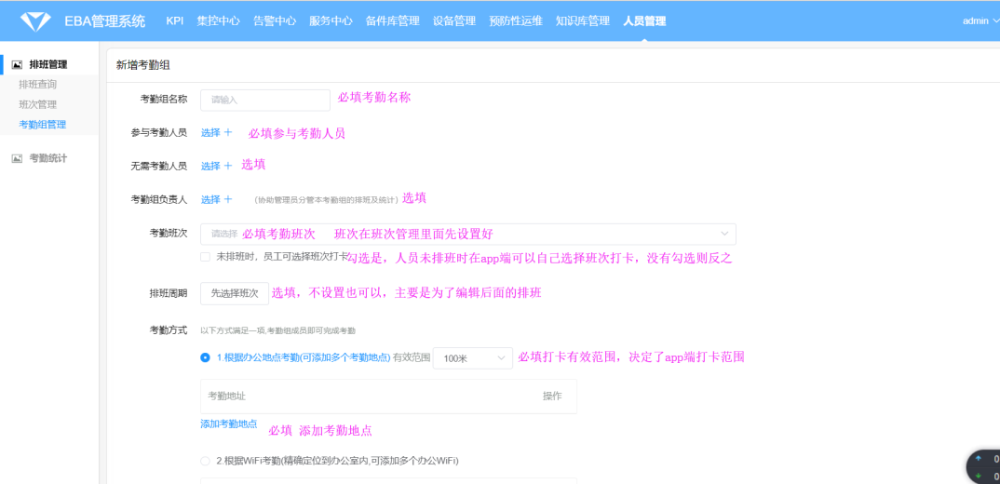 EBA管理系统 KPI 集控中心 告警中心 服务中心 备件库管理 设备管理 预防性运维 知识库管理 人员管理 admin
排班管理
排班查询
班次管理
考勤组管理
考勤统计
新增考勤组
考勤组名称 请输入 必填考勤名称
参与考勤人员 选择 + 必填参与考勤人员
无需考勤人员 选择 + 选填
考勤组负责人 选择 + (协助管理员分管本考勤组的排班及统计) 选填
考勤班次 请选择 必填考勤班次 班次在班次管理里面先设置好
未排班时, 员工可选择班次打卡 勾选是, 人员未排班时在app端可以自己选择班次打卡, 没有勾选则反之
排班周期 先选择班次 选填, 不设置也可以, 主要是为了编辑后面的排班
考勤方式 以下方式满足一项,考勤组成员即可完成考勤
1.根据办公地点考勤(可添加多个考勤地点) 有效范围 100米 必填打卡有效范围, 决定了app端打卡范围
考勤地址 操作
添加考勤地点 必填 添加考勤地点
2.根据WiFi考勤(精确定位到办公室内,可添加多个办公WiFi)
0
0